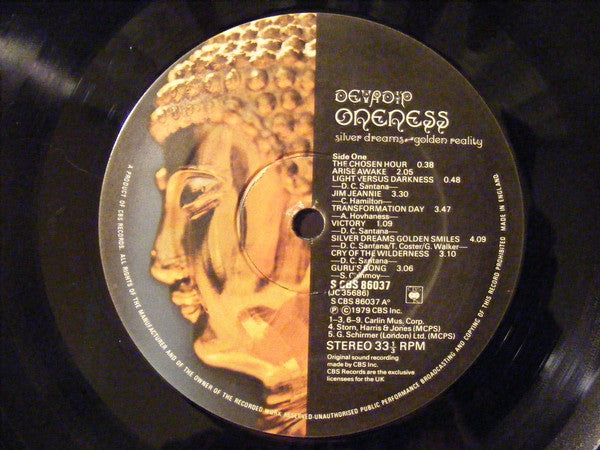 DEVADIP
ONENESS
silver dreams~golden reality
Side One
THE CHOSEN HOUR 0.38
ARISE AWAKE 2.05
LIGHT VERSUS DARKNESS 0.48
—D. C. Santana—
JIM JEANNIE 3.30
—C. Hamilton—
TRANSFORMATION DAY 3.47
—A. Hovhaness—
VICTORY 1.09
—D. C. Santana—
SILVER DREAMS GOLDEN SMILES 4.09
—D. C. Santana/T. Coster/G. Walker—
CRY OF THE WILDERNESS 3.10
—D. C. Santana—
GURU'S SONG 3.06
—S. Chinmoy—
S CBS 86037
(JC 35686)
S CBS 86037 A°
Ⓟ ©1979 CBS Inc.
1–3, 6–9. Carlin Mus. Corp.
4. Storn, Harris & Jones (MCPS)
5. G. Schirmer (London) Ltd. (MCPS)
STEREO 33⅓ RPM
Original sound recording
made by CBS Inc.
CBS Records are the exclusive
licensees for the UK
A PRODUCT OF CBS RECORDS. ALL RIGHTS OF THE MANUFACTURER AND OF THE OWNER OF THE RECORDED WORK RESERVED-UNAUTHORISED PUBLIC PERFORMANCE BROADCASTING AND COPYING OF THIS RECORD PROHIBITED MADE IN ENGLAND